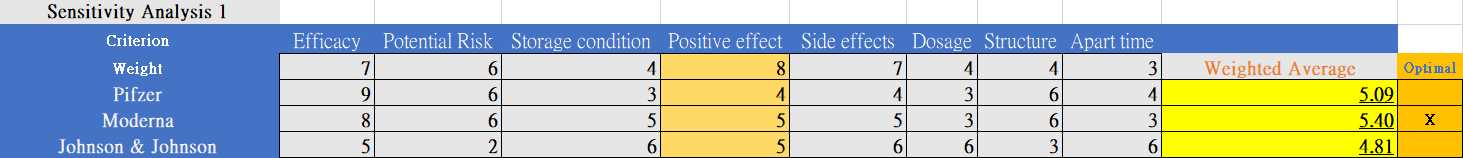 Sensitivity Analysis 1
Criterion Efficacy Potential Risk Storage condition Positive effect Side effects Dosage Structure Apart time
Weight 7 6 4 8 7 4 4 3 Weighted Average Optimal
Pifzer 9 6 3 4 4 3 6 4 5.09
Moderna 8 6 5 5 5 3 6 3 5.40 X
Johnson & Johnson 5 2 6 5 6 6 3 6 4.81